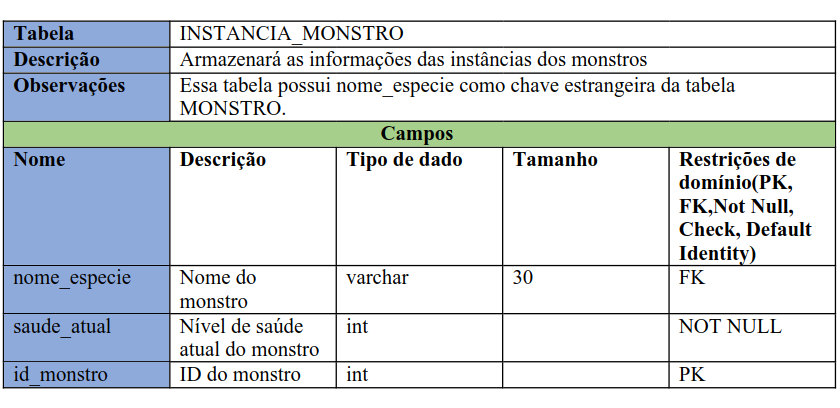 Tabela INSTANCIA_MONSTRO
Descrição Armazenará as informações das instâncias dos monstros
Observações Essa tabela possui nome_especie como chave estrangeira da tabela
MONSTRO.
Campos
Nome Descrição Tipo de dado Tamanho Restrições de
domínio(PK,
FK,Not Null,
Check, Default
Identity)
nome_especie Nome do varchar 30 FK
monstro
saude_atual Nível de saúde int NOT NULL
atual do monstro
id_monstro ID do monstro int PK